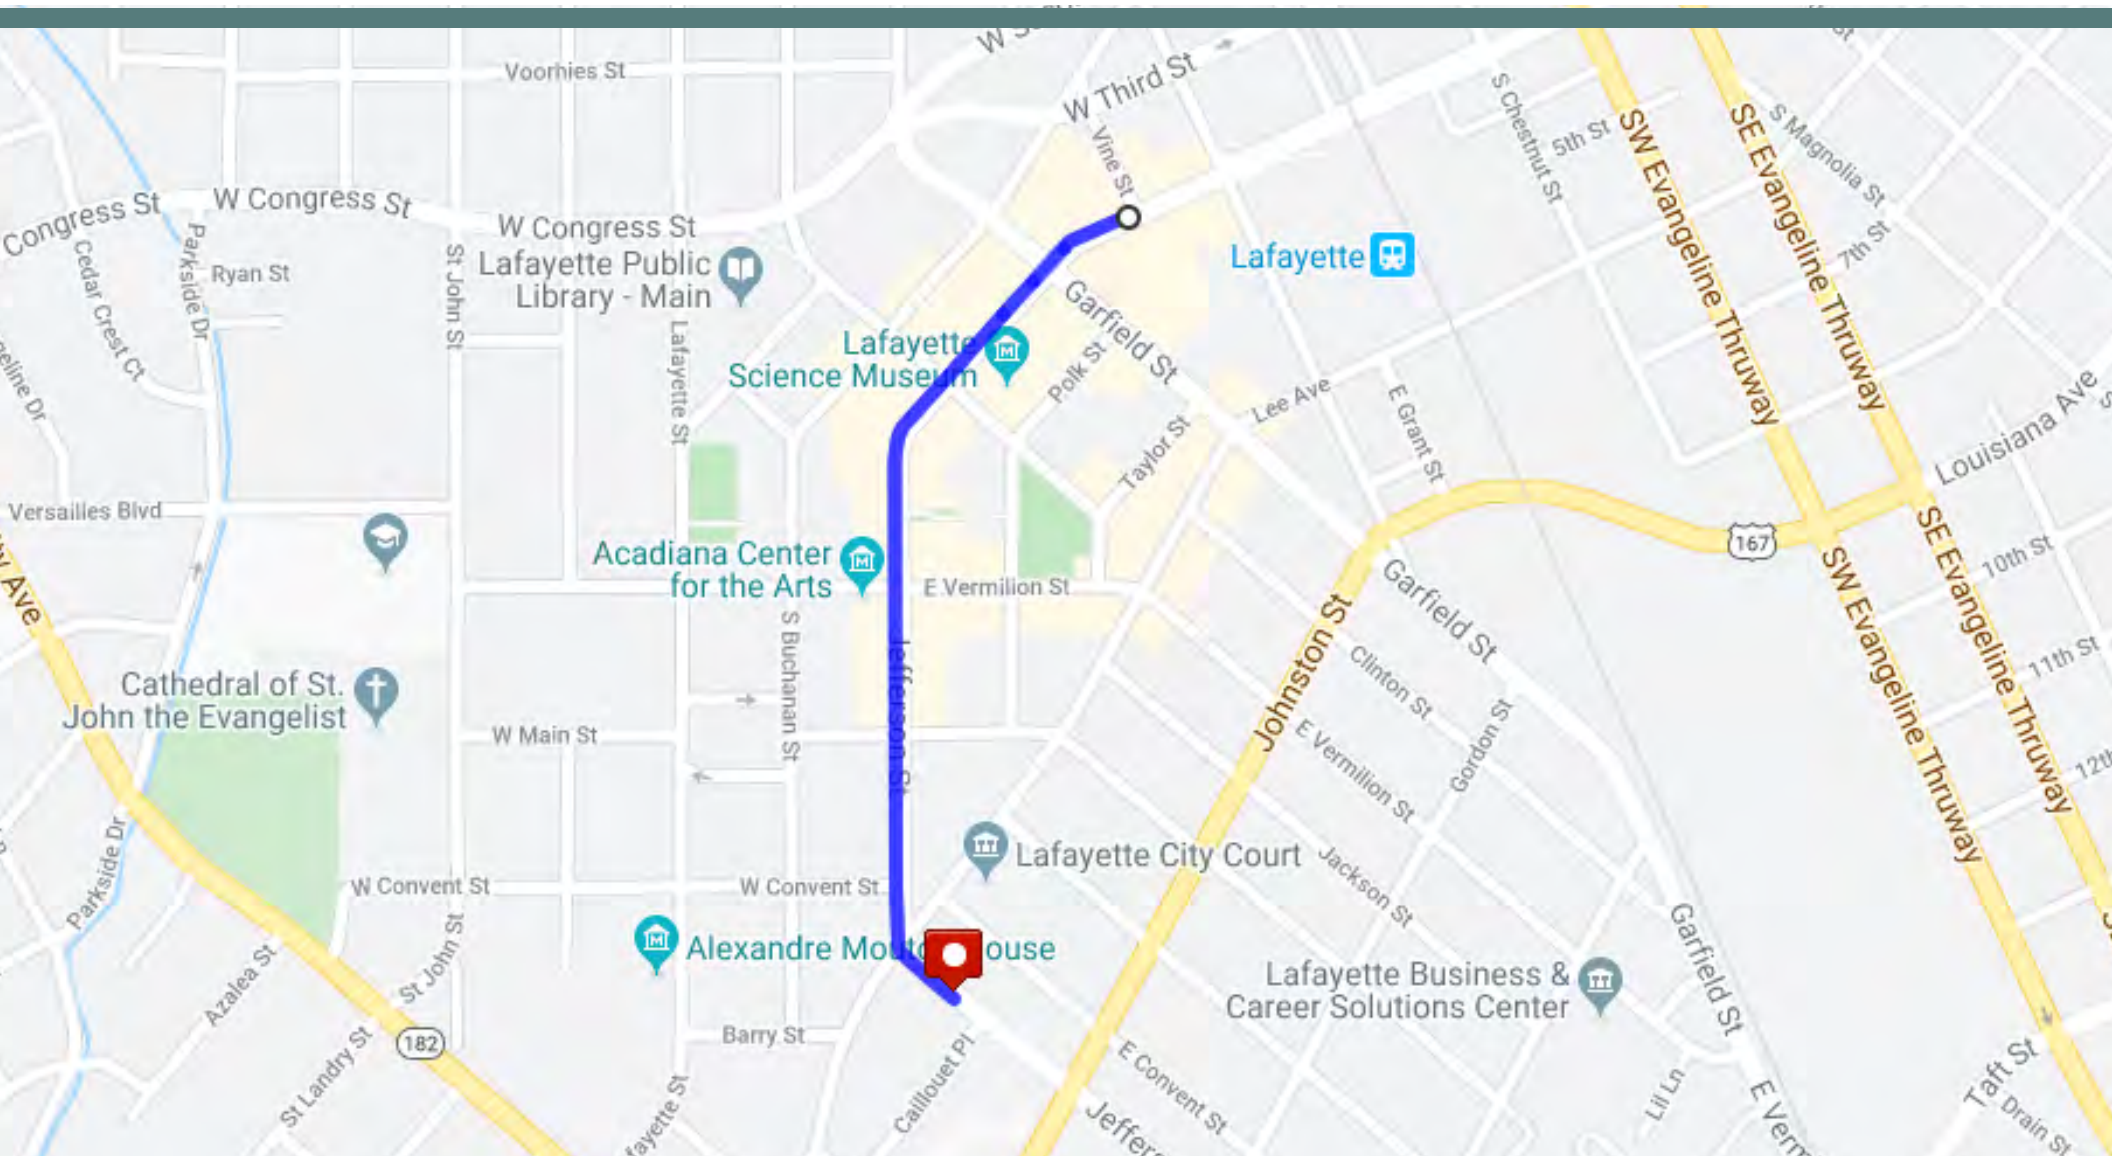 Voorhies St
W Third St
Vine St
S Chestnut St
5th St
SW Evangeline Thruway
SE Evangeline Thruway
S Magnolia St
7th St
Congress St
W Congress St
W Congress St
Cedar Crest Ct
Parkside Dr
Ryan St
St John St
Lafayette Public
Library - Main
Lafayette
Garfield St
Lafayette St
Lafayette
Science Museum
Polk St
Taylor St
Lee Ave
E Grant St
Louisiana Ave
Versailles Blvd
167
10th St
Acadiana Center
for the Arts
E Vermilion St
SW Evangeline Thruway
SE Evangeline Thruway
Garfield St
Johnston St
S Buchanan St
Jefferson St
Clinton St
11th St
Cathedral of St.
John the Evangelist
W Main St
E Vermilion St
Gordon St
12th
Lafayette City Court
Jackson St
Parkside Dr
W Convent St
W Convent St
St John St
Azalea St
Alexandre Mouto ouse
Lafayette Business &
Career Solutions Center
Garfield St
182
Barry St
St Landry St
Caillouet Pl
E Convent St
Taft St
Lil Ln
Drain St
fayette St
Jeffers
E Verm